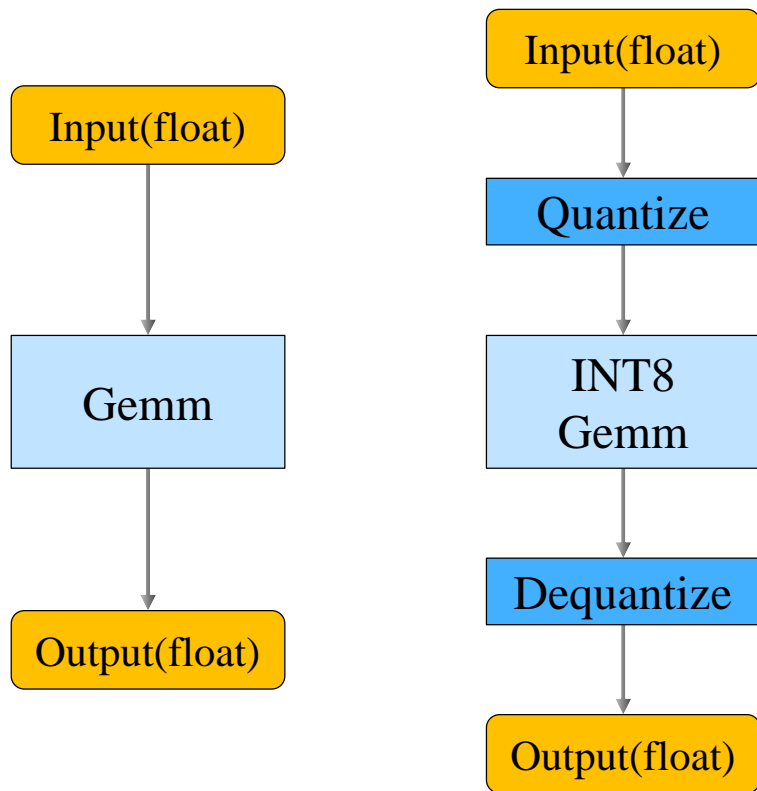 Input(float)
Gemm
Output(float)
Input(float)
Quantize
INT8
Gemm
Dequantize
Output(float)